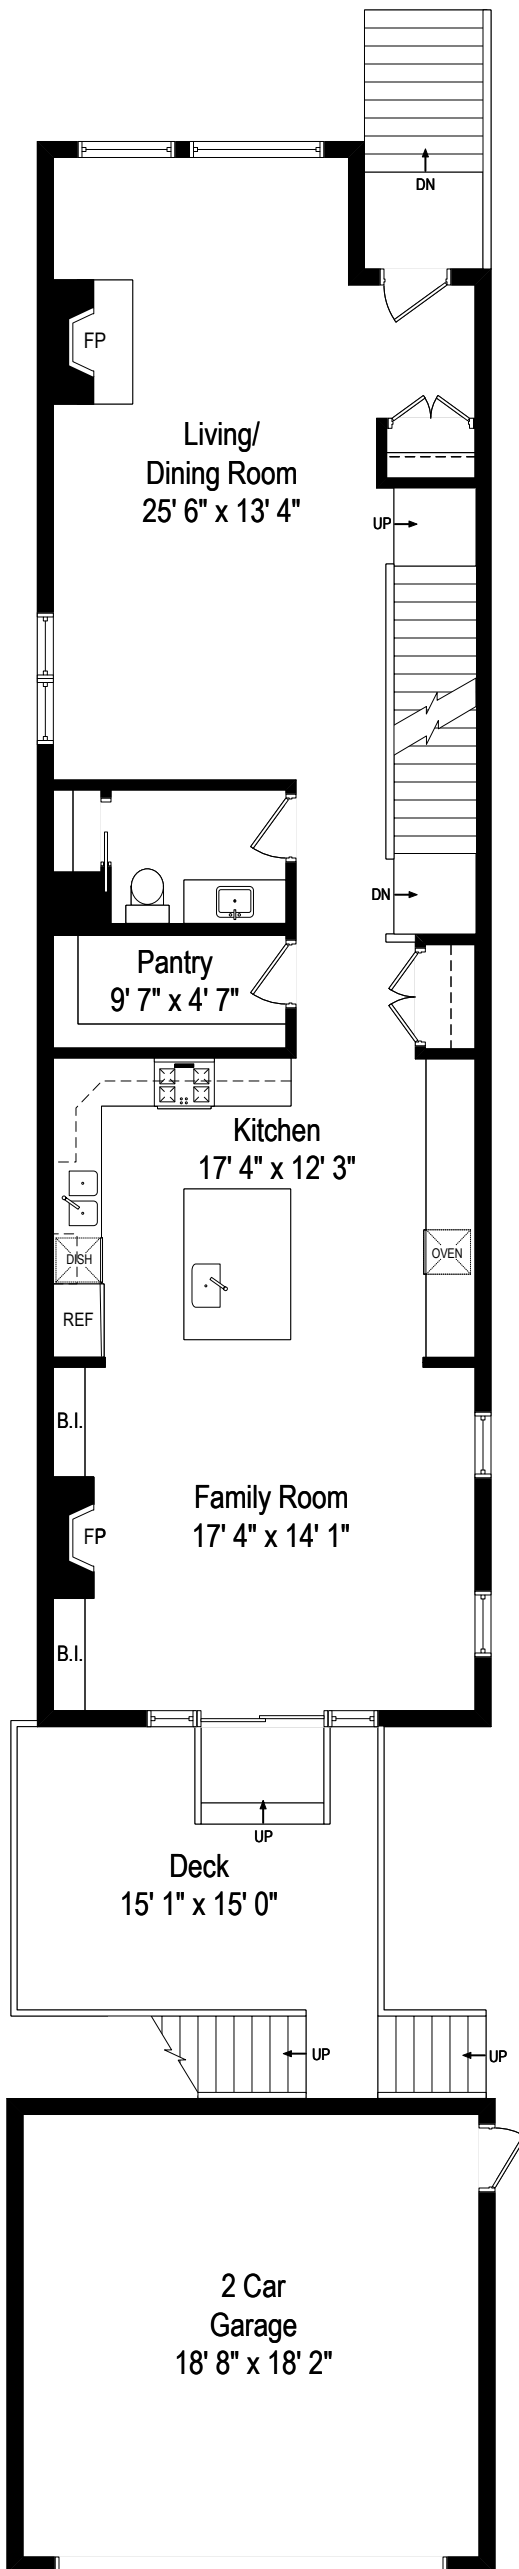 DN
FP
Living/
Dining Room
25' 6" x 13' 4"
UP
DN
Pantry
9' 7" x 4' 7"
Kitchen
17' 4" x 12' 3"
DISH
OVEN
REF
B.I.
Family Room
17' 4" x 14' 1"
FP
B.I.
UP
Deck
15' 1" x 15' 0"
UP
UP
2 Car
Garage
18' 8" x 18' 2"